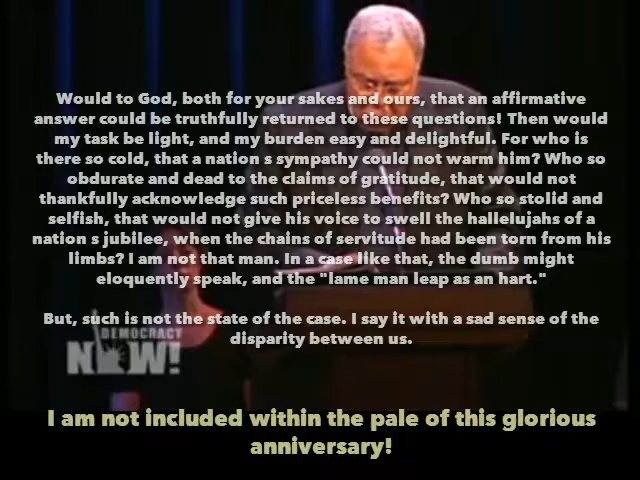 Would to God, both for your sakes and ours, that an affirmative
answer could be truthfully returned to these questions! Then would
my task be light, and my burden easy and delightful. For who is
there so cold, that a nation s sympathy could not warm him? Who so
obdurate and dead to the claims of gratitude, that would not
thankfully acknowledge such priceless benefits? Who so stolid and
selfish, that would not give his voice to swell the hallelujahs of a
nation s jubilee, when the chains of servitude had been torn from his
limbs? I am not that man. In a case like that, the dumb might
eloquently speak, and the "lame man leap as an hart."
But, such is not the state of the case. I say it with a sad sense of the
disparity between us.
DEMOCRACY
NOW!
I am not included within the pale of this glorious
anniversary!